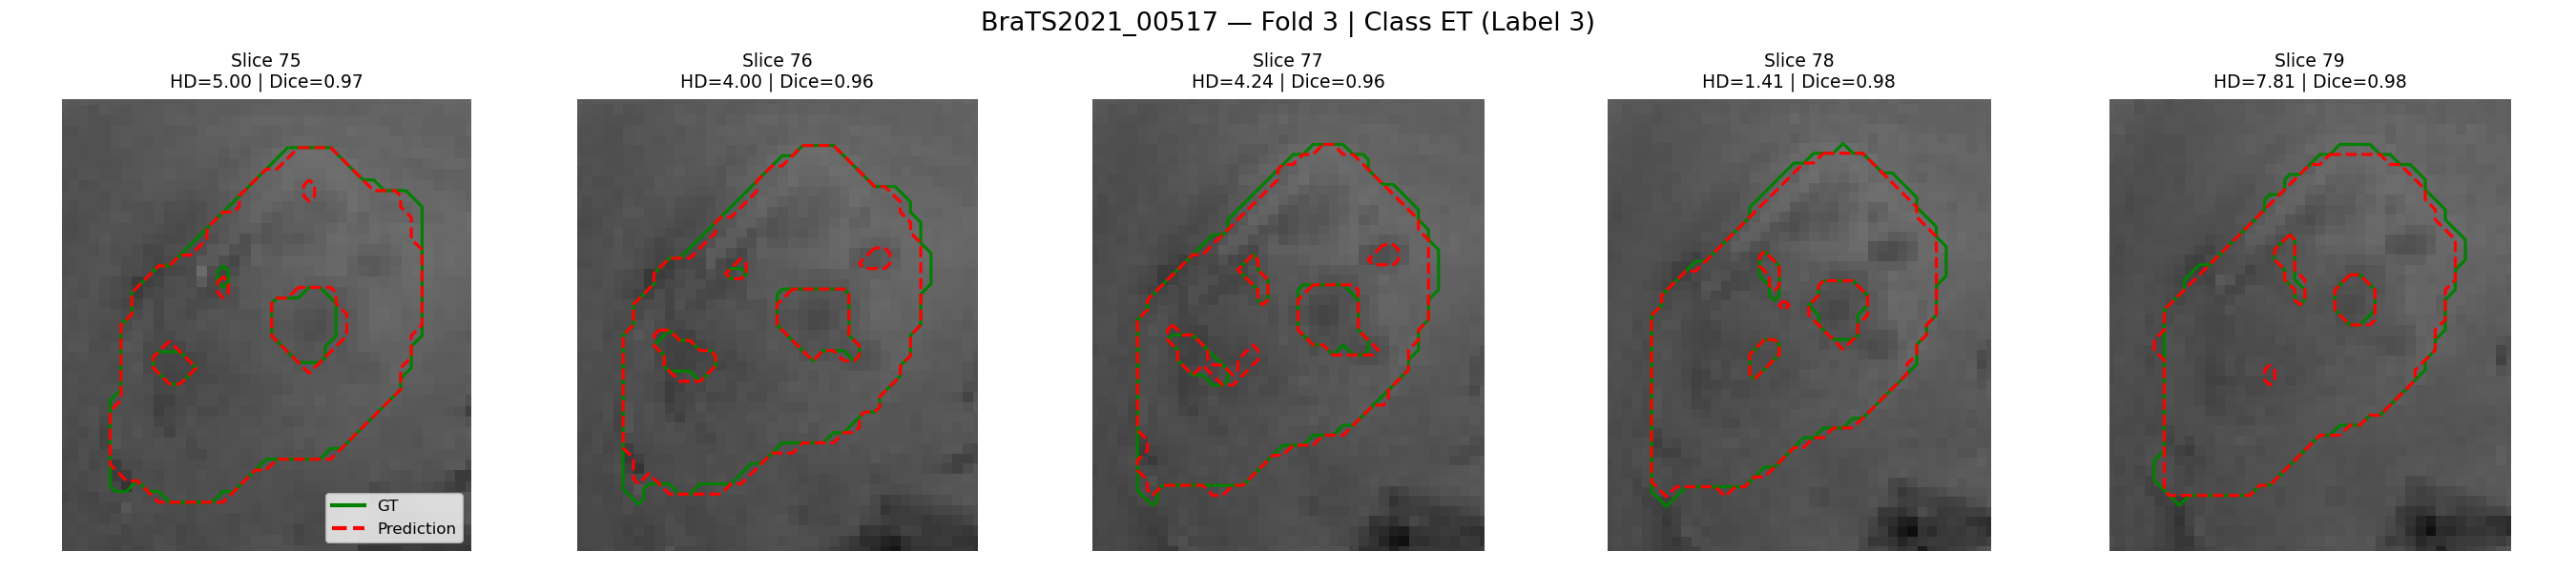 BraTS2021_00517 — Fold 3 | Class ET (Label 3)
Slice 75
HD=5.00 | Dice=0.97
Slice 76
HD=4.00 | Dice=0.96
Slice 77
HD=4.24 | Dice=0.96
Slice 78
HD=1.41 | Dice=0.98
Slice 79
HD=7.81 | Dice=0.98
GT
Prediction